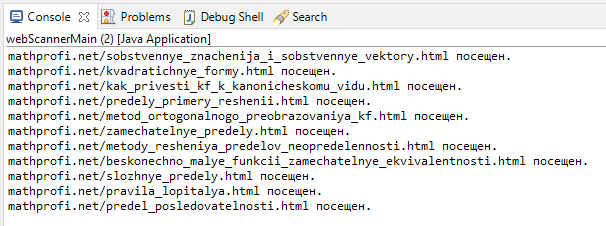 Console Problems Debug Shell Search
webScannerMain (2) [Java Application]
mathprofi.net/sobstvennye_znachenija_i_sobstvennye_vektory.html посещен.
mathprofi.net/kvadratichnye_formy.html посещен.
mathprofi.net/kak_privesti_kf_k_kanonicheskomu_vidu.html посещен.
mathprofi.net/predely_primery_reshenii.html посещен.
mathprofi.net/metod_ortogonalnogo_preobrazovaniya_kf.html посещен.
mathprofi.net/zamechatelnye_predely.html посещен.
mathprofi.net/metody_resheniya_predelov_neopredelennosti.html посещен.
mathprofi.net/beskonechno_malye_funkcii_zamechatelnye_ekvivalentnosti.html посещен.
mathprofi.net/slozhnye_predely.html посещен.
mathprofi.net/pravila_lopitalya.html посещен.
mathprofi.net/predel_posledovatelnosti.html посещен.